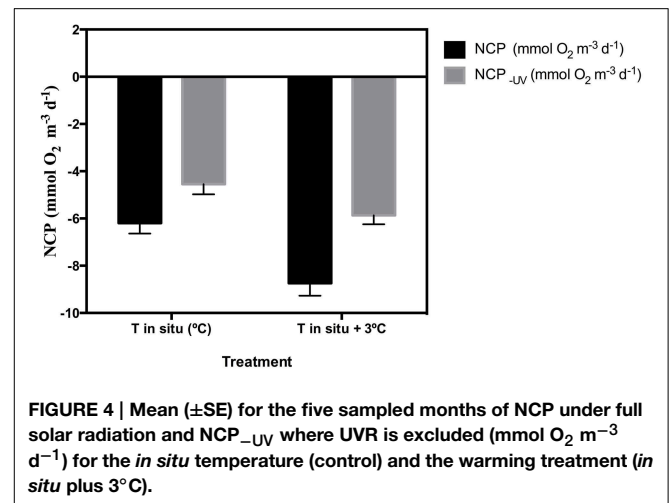 2
0
-2
-4
-6
-8
-10
NCP (mmol O₂ m⁻³ d⁻¹)
NCP (mmol O₂ m⁻³ d⁻¹)
NCP -UV (mmol O₂ m⁻³ d⁻¹)
T in situ (ºC)
T in situ + 3ºC
Treatment
FIGURE 4 | Mean (±SE) for the five sampled months of NCP under full
solar radiation and NCP−UV where UVR is excluded (mmol O₂ m⁻³
d⁻¹) for the in situ temperature (control) and the warming treatment (in
situ plus 3°C).